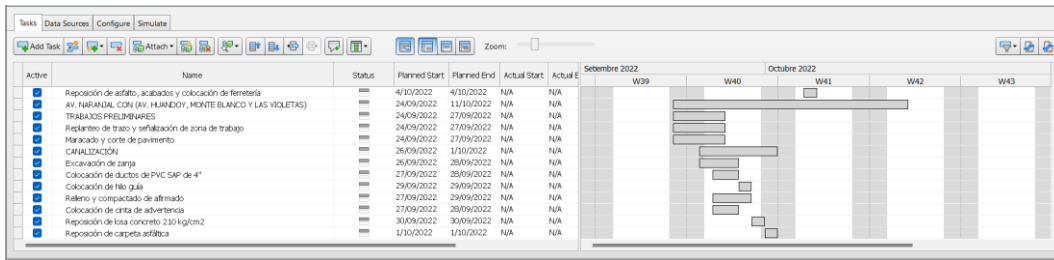 Tasks Data Sources Configure Simulate
Add Task Attach Zoom:
Active Name Status Planned Start Planned End Actual Start Actual E Setiembre 2022 Octubre 2022
W39 W40 W41 W42 W43
Reposición de asfalto, acabados y colocación de ferretería 4/10/2022 4/10/2022 N/A N/A
AV. NARANJAL CON (AV. HUANDOY, MONTE BLANCO Y LAS VIOLETAS) 24/09/2022 11/10/2022 N/A N/A
TRABAJOS PRELIMINARES 24/09/2022 27/09/2022 N/A N/A
Replanteo de trazo y señalización de zona de trabajo 24/09/2022 27/09/2022 N/A N/A
Maracado y corte de pavimento 24/09/2022 27/09/2022 N/A N/A
CANALIZACIÓN 26/09/2022 1/10/2022 N/A N/A
Excavación de zanja 26/09/2022 28/09/2022 N/A N/A
Colocación de ductos de PVC SAP de 4" 27/09/2022 28/09/2022 N/A N/A
Colocación de hilo guía 29/09/2022 29/09/2022 N/A N/A
Relleno y compactado de afirmado 27/09/2022 29/09/2022 N/A N/A
Colocación de cinta de advertencia 27/09/2022 28/09/2022 N/A N/A
Reposición de losa concreto 210 kg/cm2 30/09/2022 30/09/2022 N/A N/A
Reposición de carpeta asfáltica 1/10/2022 1/10/2022 N/A N/A